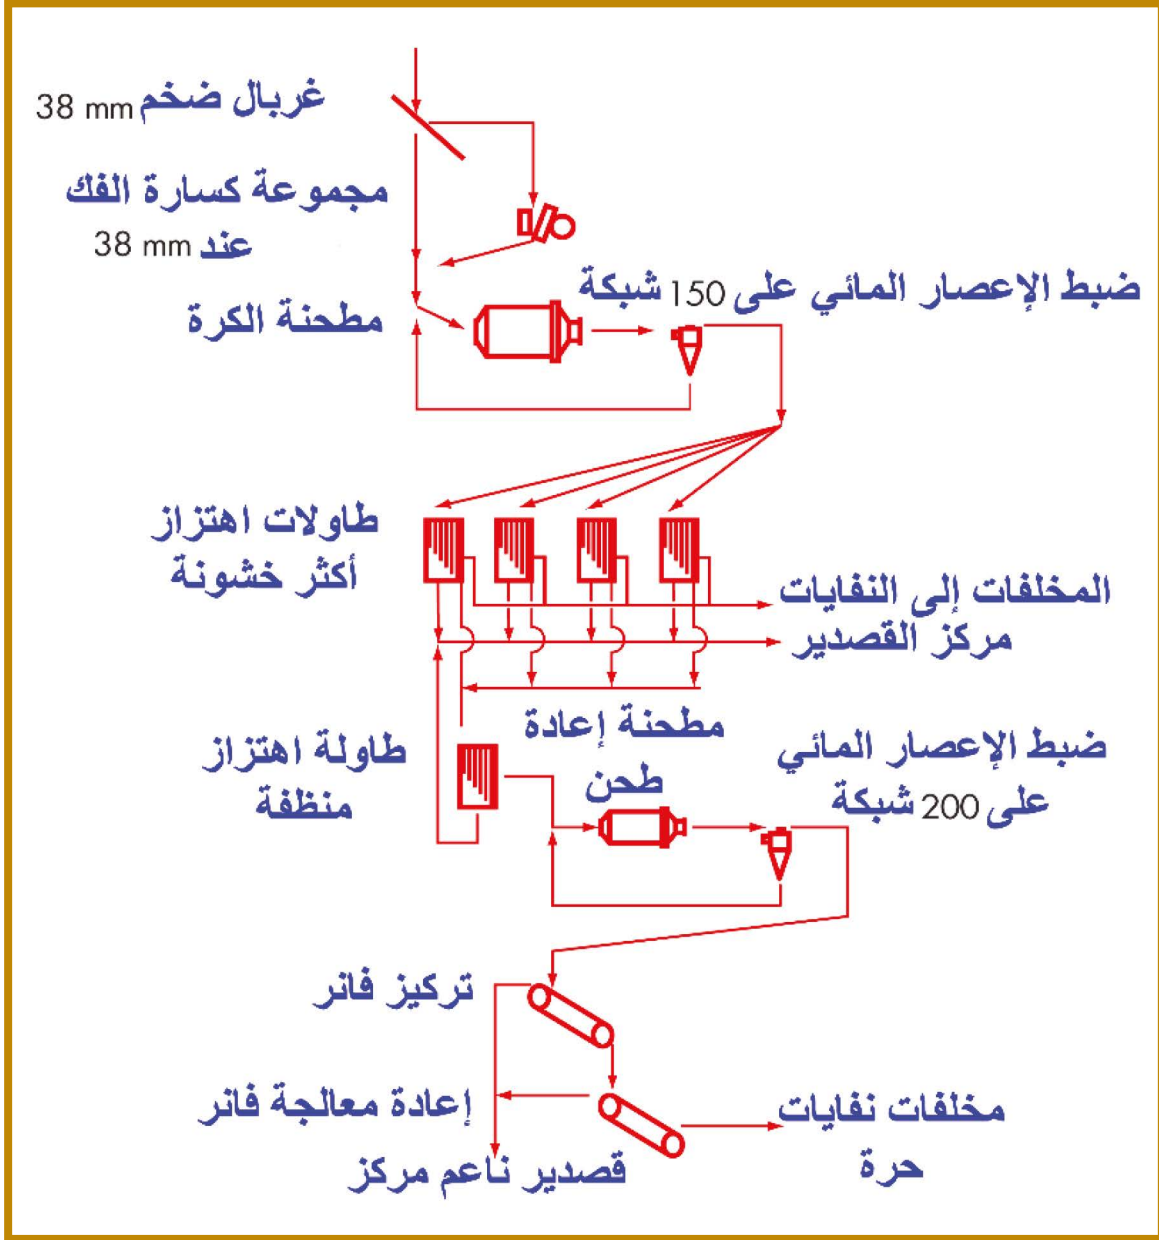 غربال ضخم 38 mm
مجموعة كسارة الفك
عند 38 mm
ضبط الإعصار المائي على 150 شبكة
مطحنة الكرة
طاولات اهتزاز
أكثر خشونة
المخلفات إلى النفايات
مركز القصدير
مطحنة إعادة
طحن
طاولة اهتزاز
منظفة
ضبط الإعصار المائي
على 200 شبكة
تركيز فانر
إعادة معالجة فانر
مخلفات نفايات
حرة
قصدير ناعم مركز